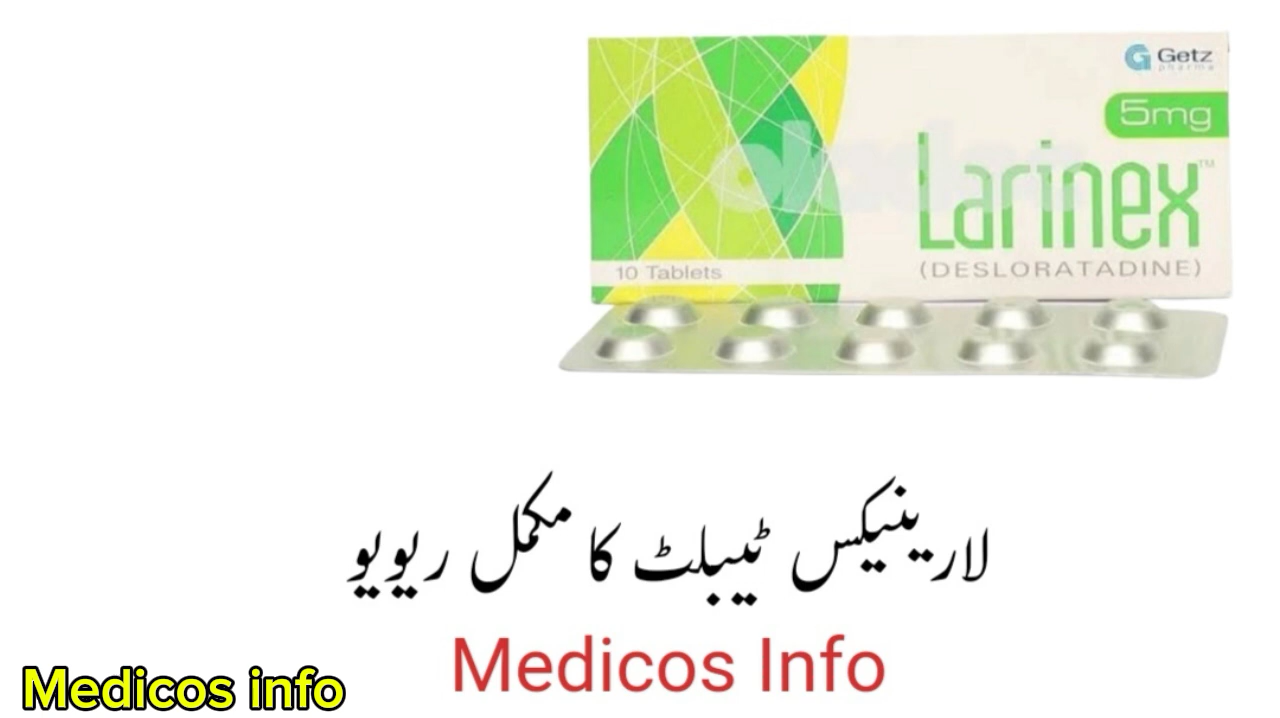 Getz
pharma
5mg
Larinex™
(DESLORATADINE)
10 Tablets
لارینیکس ٹیبلٹ کا مکمل ریویو
Medicos Info
Medicos info